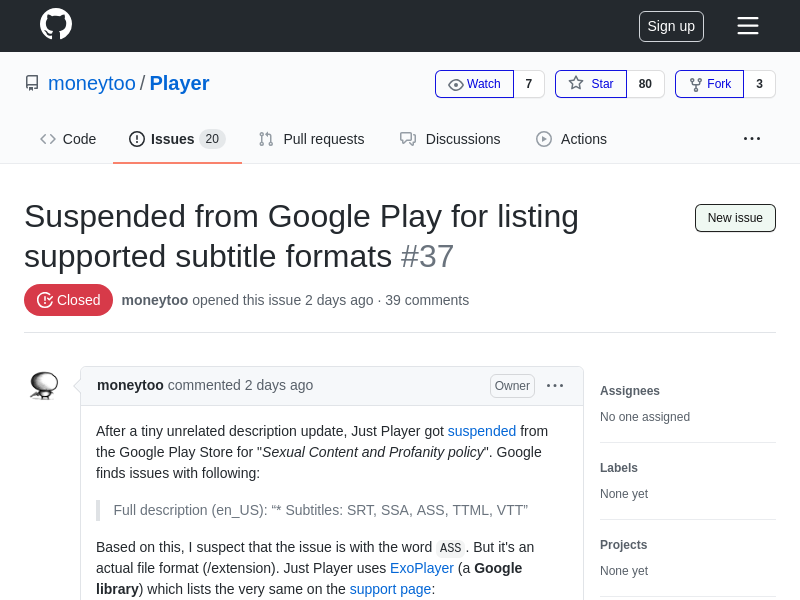 Sign up
moneytoo / Player
Watch 7 Star 80 Fork 3
Code Issues 20 Pull requests Discussions Actions ...
Suspended from Google Play for listing
supported subtitle formats #37
New issue
Closed moneytoo opened this issue 2 days ago · 39 comments
moneytoo commented 2 days ago Owner ...
After a tiny unrelated description update, Just Player got suspended from
the Google Play Store for "Sexual Content and Profanity policy". Google
finds issues with following:
Full description (en_US): “* Subtitles: SRT, SSA, ASS, TTML, VTT”
Based on this, I suspect that the issue is with the word ASS. But it's an
actual file format (/extension). Just Player uses ExoPlayer (a Google
library) which lists the very same on the support page:
Assignees
No one assigned
Labels
None yet
Projects
None yet